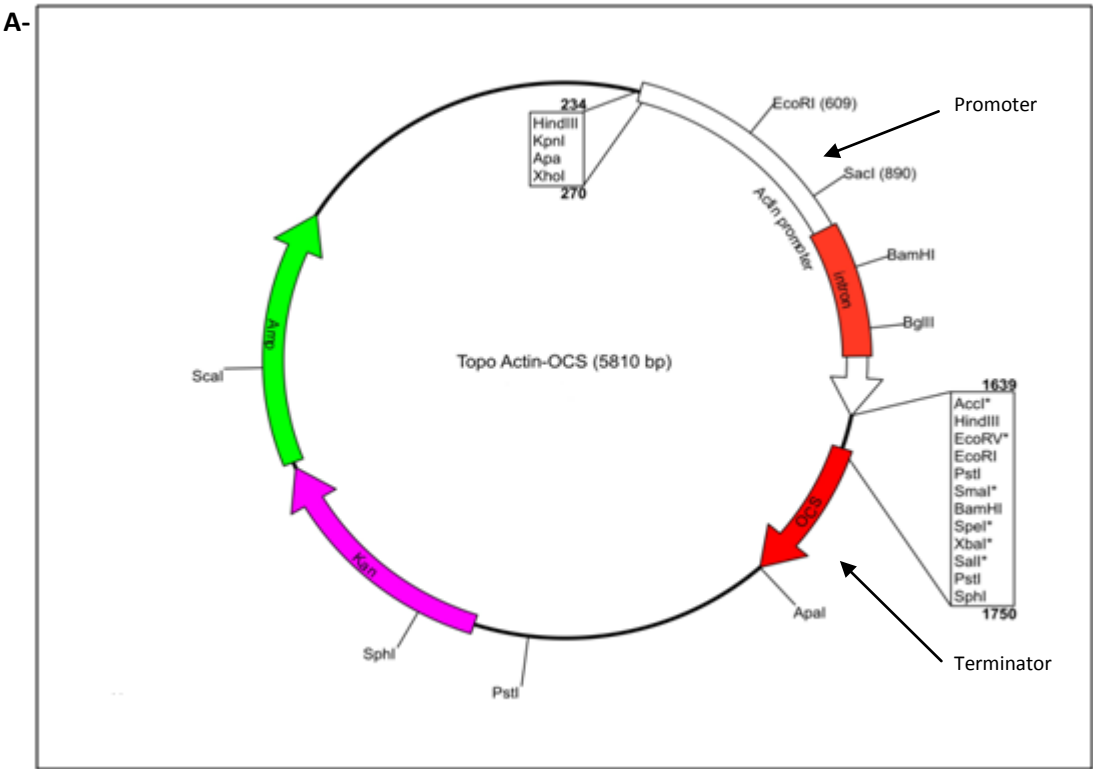 A-
234
HindIII
KpnI
Apa
XhoI
270
EcoRI (609)
Promoter
SacI (890)
Actin promoter
BamHI
intron
BglII
Topo Actin-OCS (5810 bp)
1639
AccI*
HindIII
EcoRV*
EcoRI
PstI
SmaI*
BamHI
SpeI*
XbaI*
SalI*
PstI
SphI
1750
OCS
ApaI
Terminator
Amp
ScaI
Kan
SphI
PstI